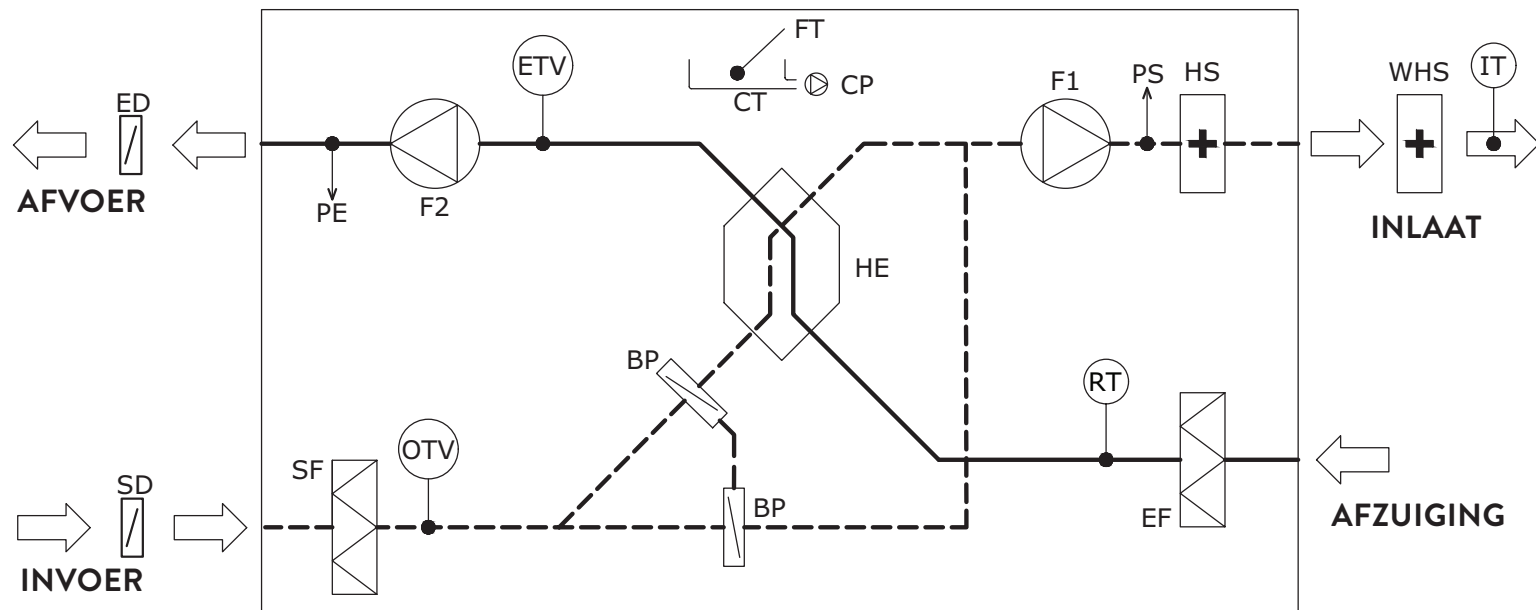 FT
ETV
CT
CP
F1
PS
HS
WHS
IT
ED
AFVOER
PE
F2
INLAAT
HE
BP
RT
OTV
SF
SD
BP
EF
AFZUIGING
INVOER